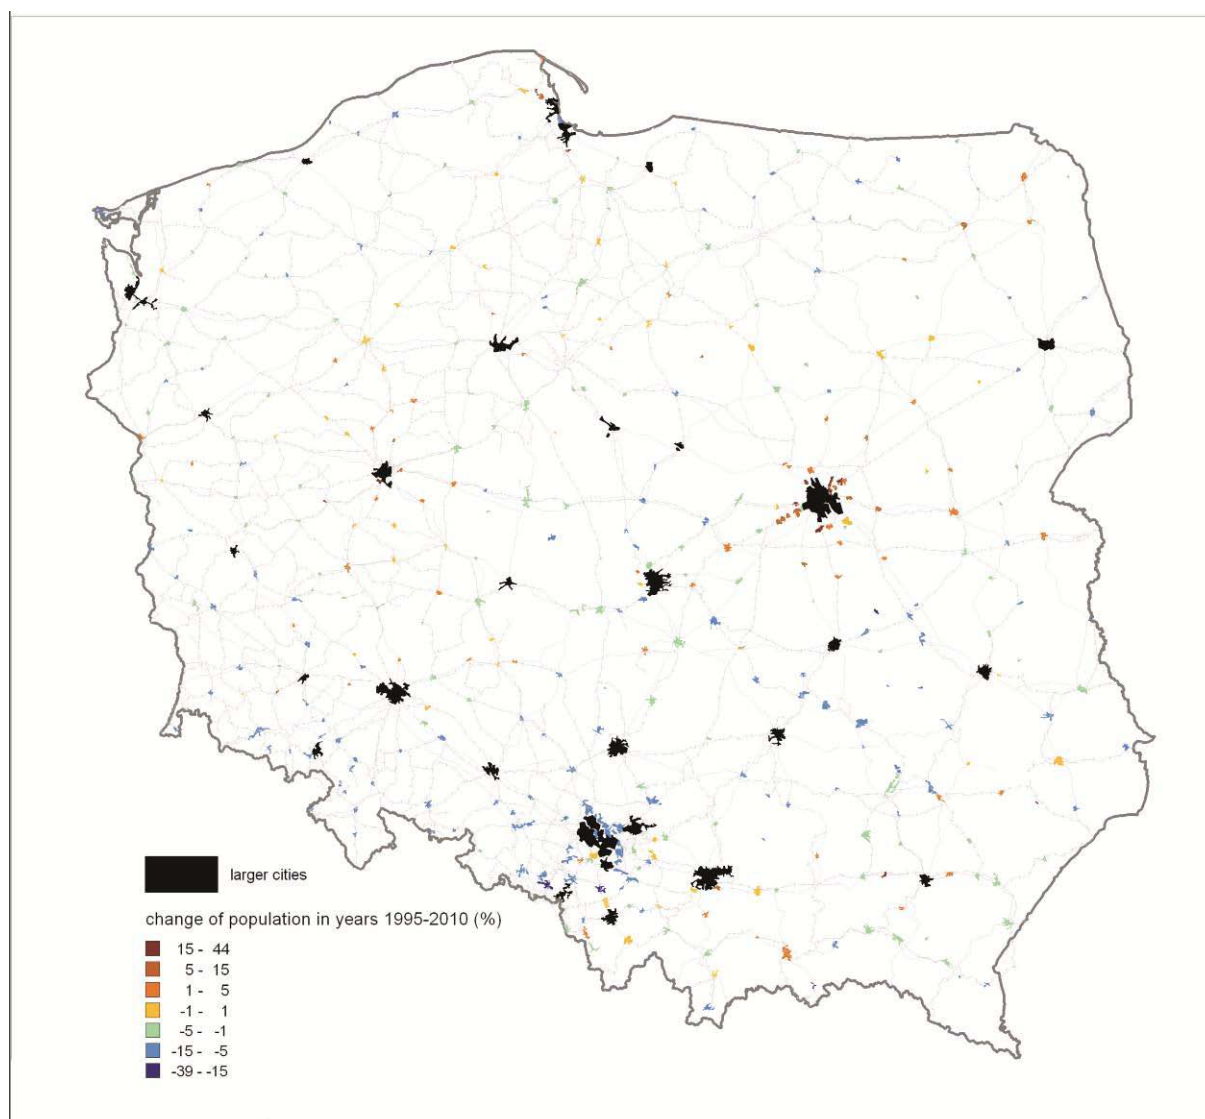 larger cities
change of population in years 1995-2010 (%)
15 - 44
5 - 15
1 - 5
-1 - 1
-5 - -1
-15 - -5
-39 - -15